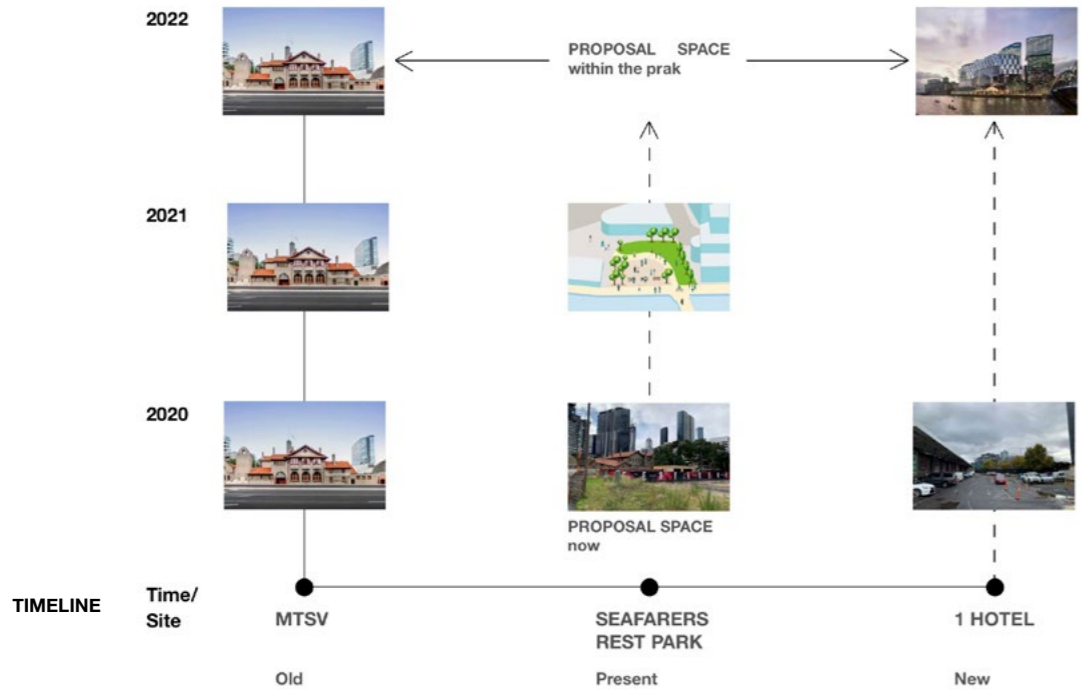 2022
PROPOSAL SPACE
within the prak
2021
2020
PROPOSAL SPACE
now
TIMELINE
Time/
Site
MTSV
SEAFARERS
REST PARK
1 HOTEL
Old
Present
New